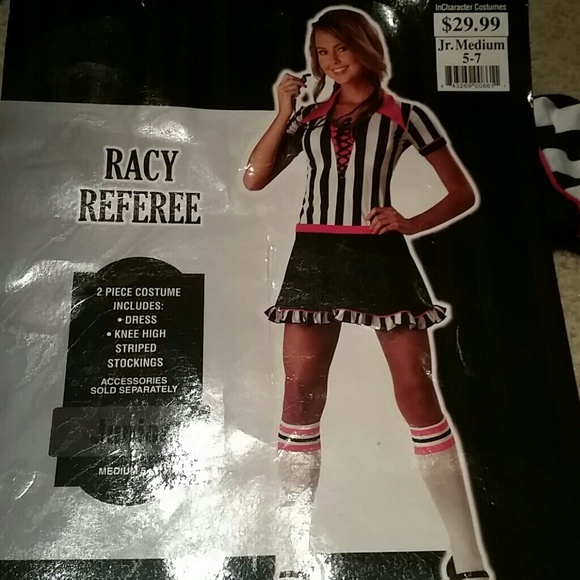 InCharacter Costumes
$29.99
Jr. Medium
5-7
RACY
REFEREE
2 PIECE COSTUME
INCLUDES:
• DRESS
• KNEE HIGH
STRIPED
STOCKINGS
ACCESSORIES
SOLD SEPARATELY
MEDIUM